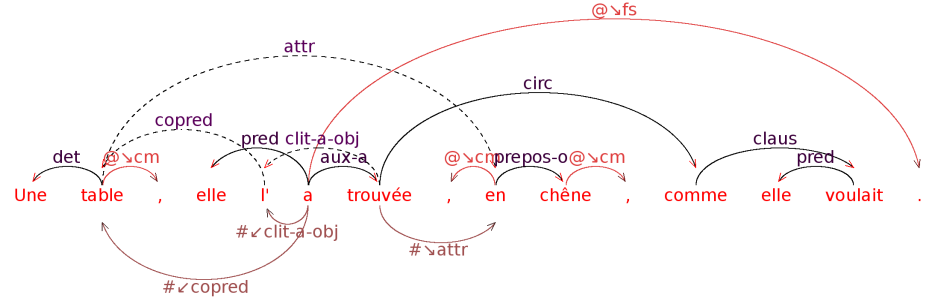 @↘fs
attr
circ
copred
pred clit-a-obj
claus
det @↘cm aux-a @↘cm prepos-o @↘cm pred
Une table , elle l' a trouvée , en chêne , comme elle voulait .
#↙clit-a-obj
#↘attr
#↙copred